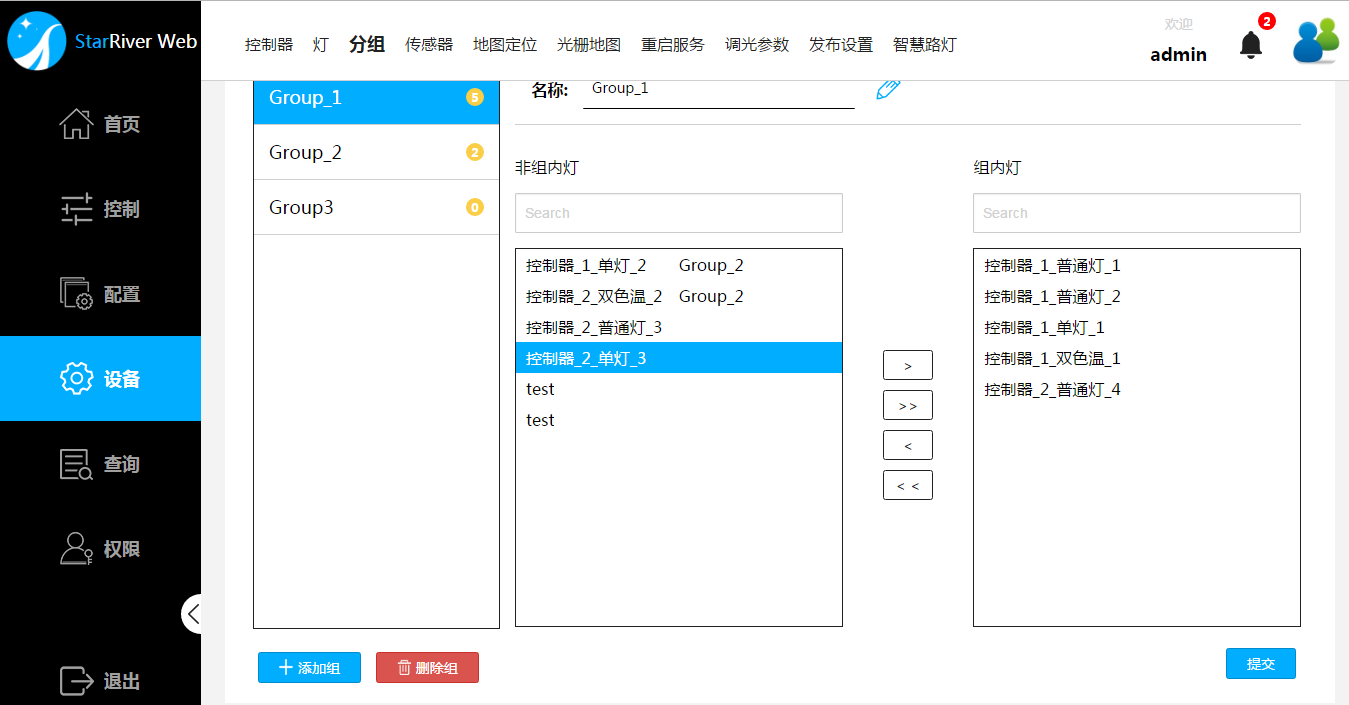 StarRiver Web
控制器 灯 分组 传感器 地图定位 光栅地图 重启服务 调光参数 发布设置 智慧路灯
欢迎
admin
2
首页
控制
配置
设备
查询
权限
退出
Group_1 5
Group_2 2
Group3 0
名称: Group_1
非组内灯
Search
控制器_1_单灯_2 Group_2
控制器_2_双色温_2 Group_2
控制器_2_普通灯_3
控制器_2_单灯_3
test
test
>
>>
<
< <
组内灯
Search
控制器_1_普通灯_1
控制器_1_普通灯_2
控制器_1_单灯_1
控制器_1_双色温_1
控制器_2_普通灯_4
添加组
删除组
提交